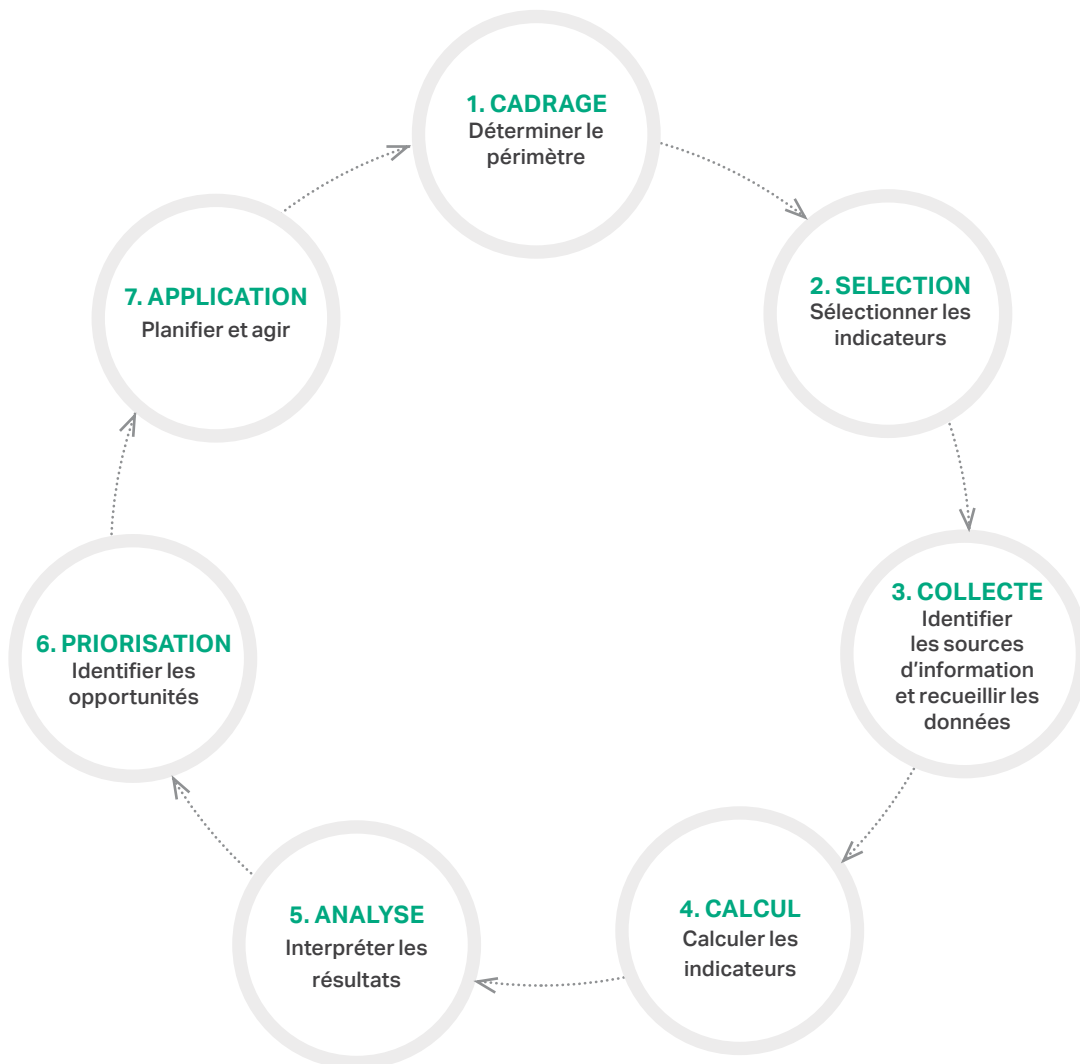 1. CADRAGE
Déterminer le
périmètre
2. SELECTION
Sélectionner les
indicateurs
3. COLLECTE
Identifier
les sources
d'information
et recueillir les
données
4. CALCUL
Calculer les
indicateurs
5. ANALYSE
Interpréter les
résultats
6. PRIORISATION
Identifier les
opportunités
7. APPLICATION
Planifier et agir